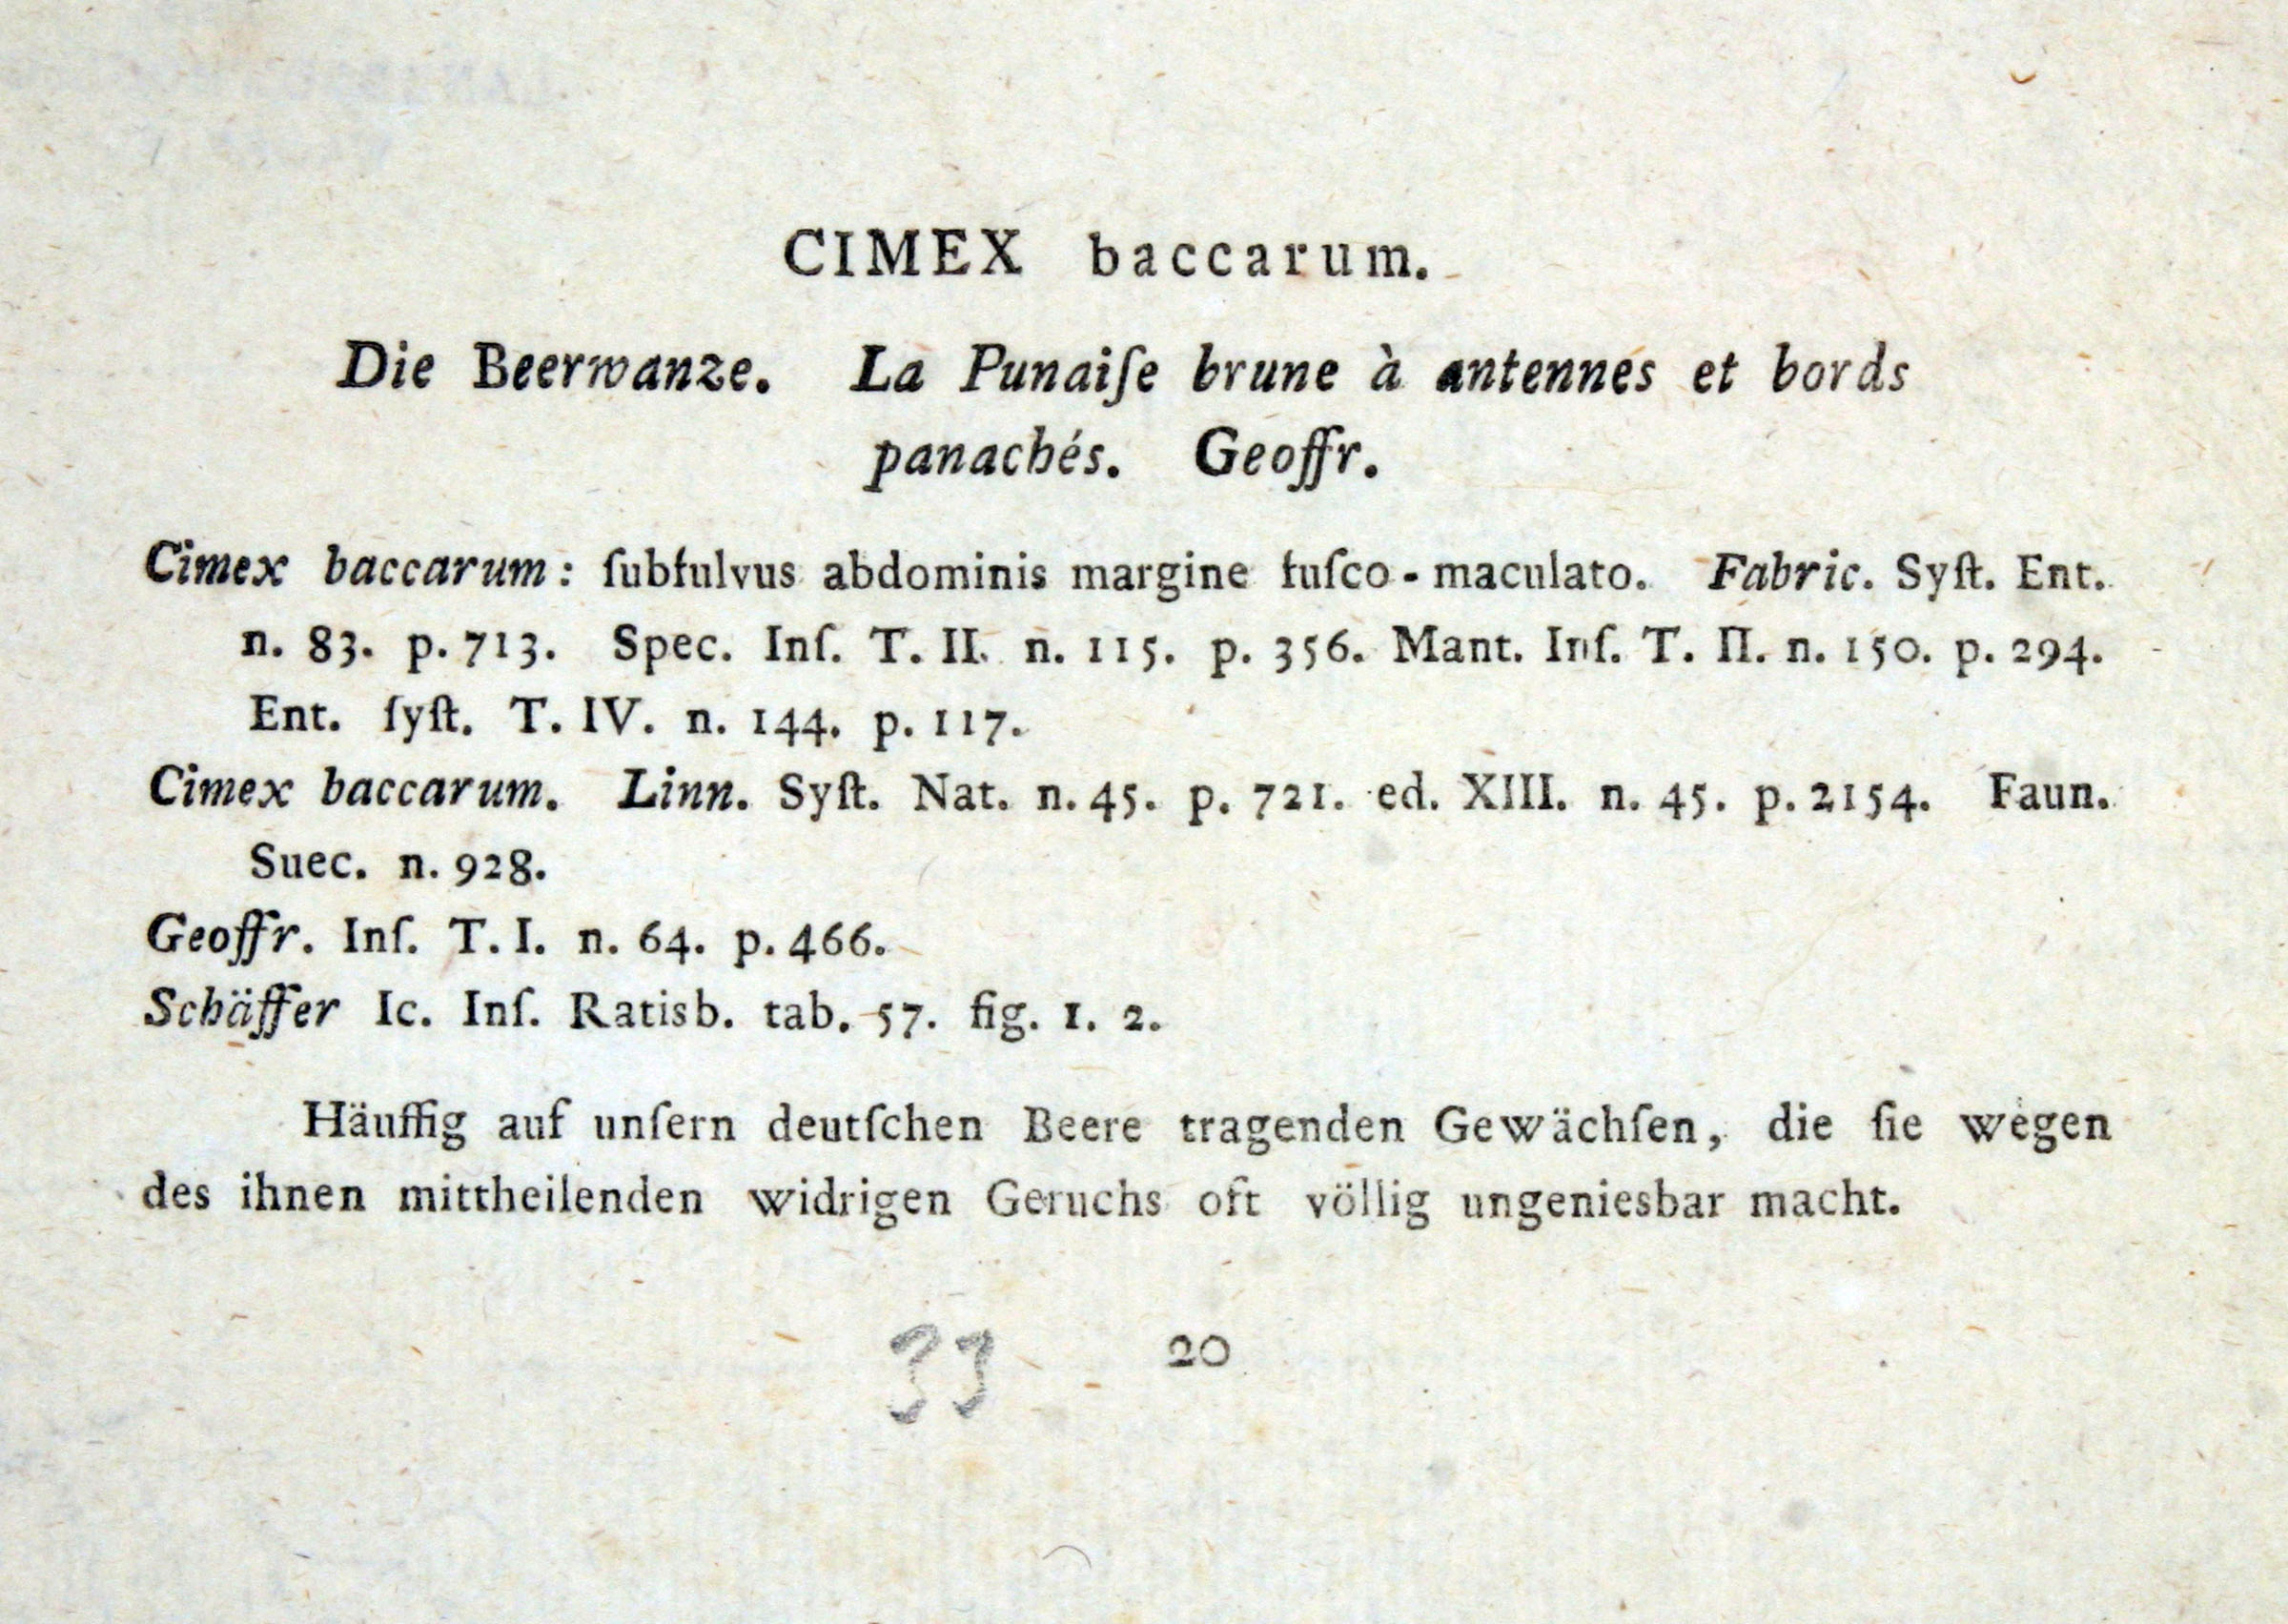 CIMEX baccarum.
Die Beerwanze. La Punaiſe brune à antennes et bords
panachés. Geoffr.
Cimex baccarum: ſubfulvus abdominis margine fuſco-maculato. Fabric. Syſt. Ent.
n. 83. p. 713. Spec. Inſ. T. II. n. 115. p. 356. Mant. Inſ. T. II. n. 150. p. 294.
Ent. ſyſt. T. IV. n. 144. p. 117.
Cimex baccarum. Linn. Syſt. Nat. n. 45. p. 721. ed. XIII. n. 45. p. 2154. Faun.
Suec. n. 928.
Geoffr. Inſ. T. I. n. 64. p. 466.
Schäffer Ic. Inſ. Ratisb. tab. 57. fig. 1. 2.
Häuffig auf unſern deutſchen Beere tragenden Gewächſen, die ſie wegen
des ihnen mittheilenden widrigen Geruchs oft völlig ungeniesbar macht.
33 20